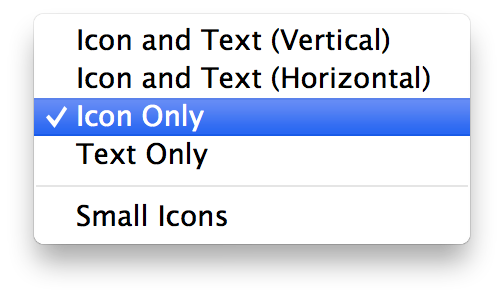 Icon and Text (Vertical)
Icon and Text (Horizontal)
Icon Only
Text Only
Small Icons